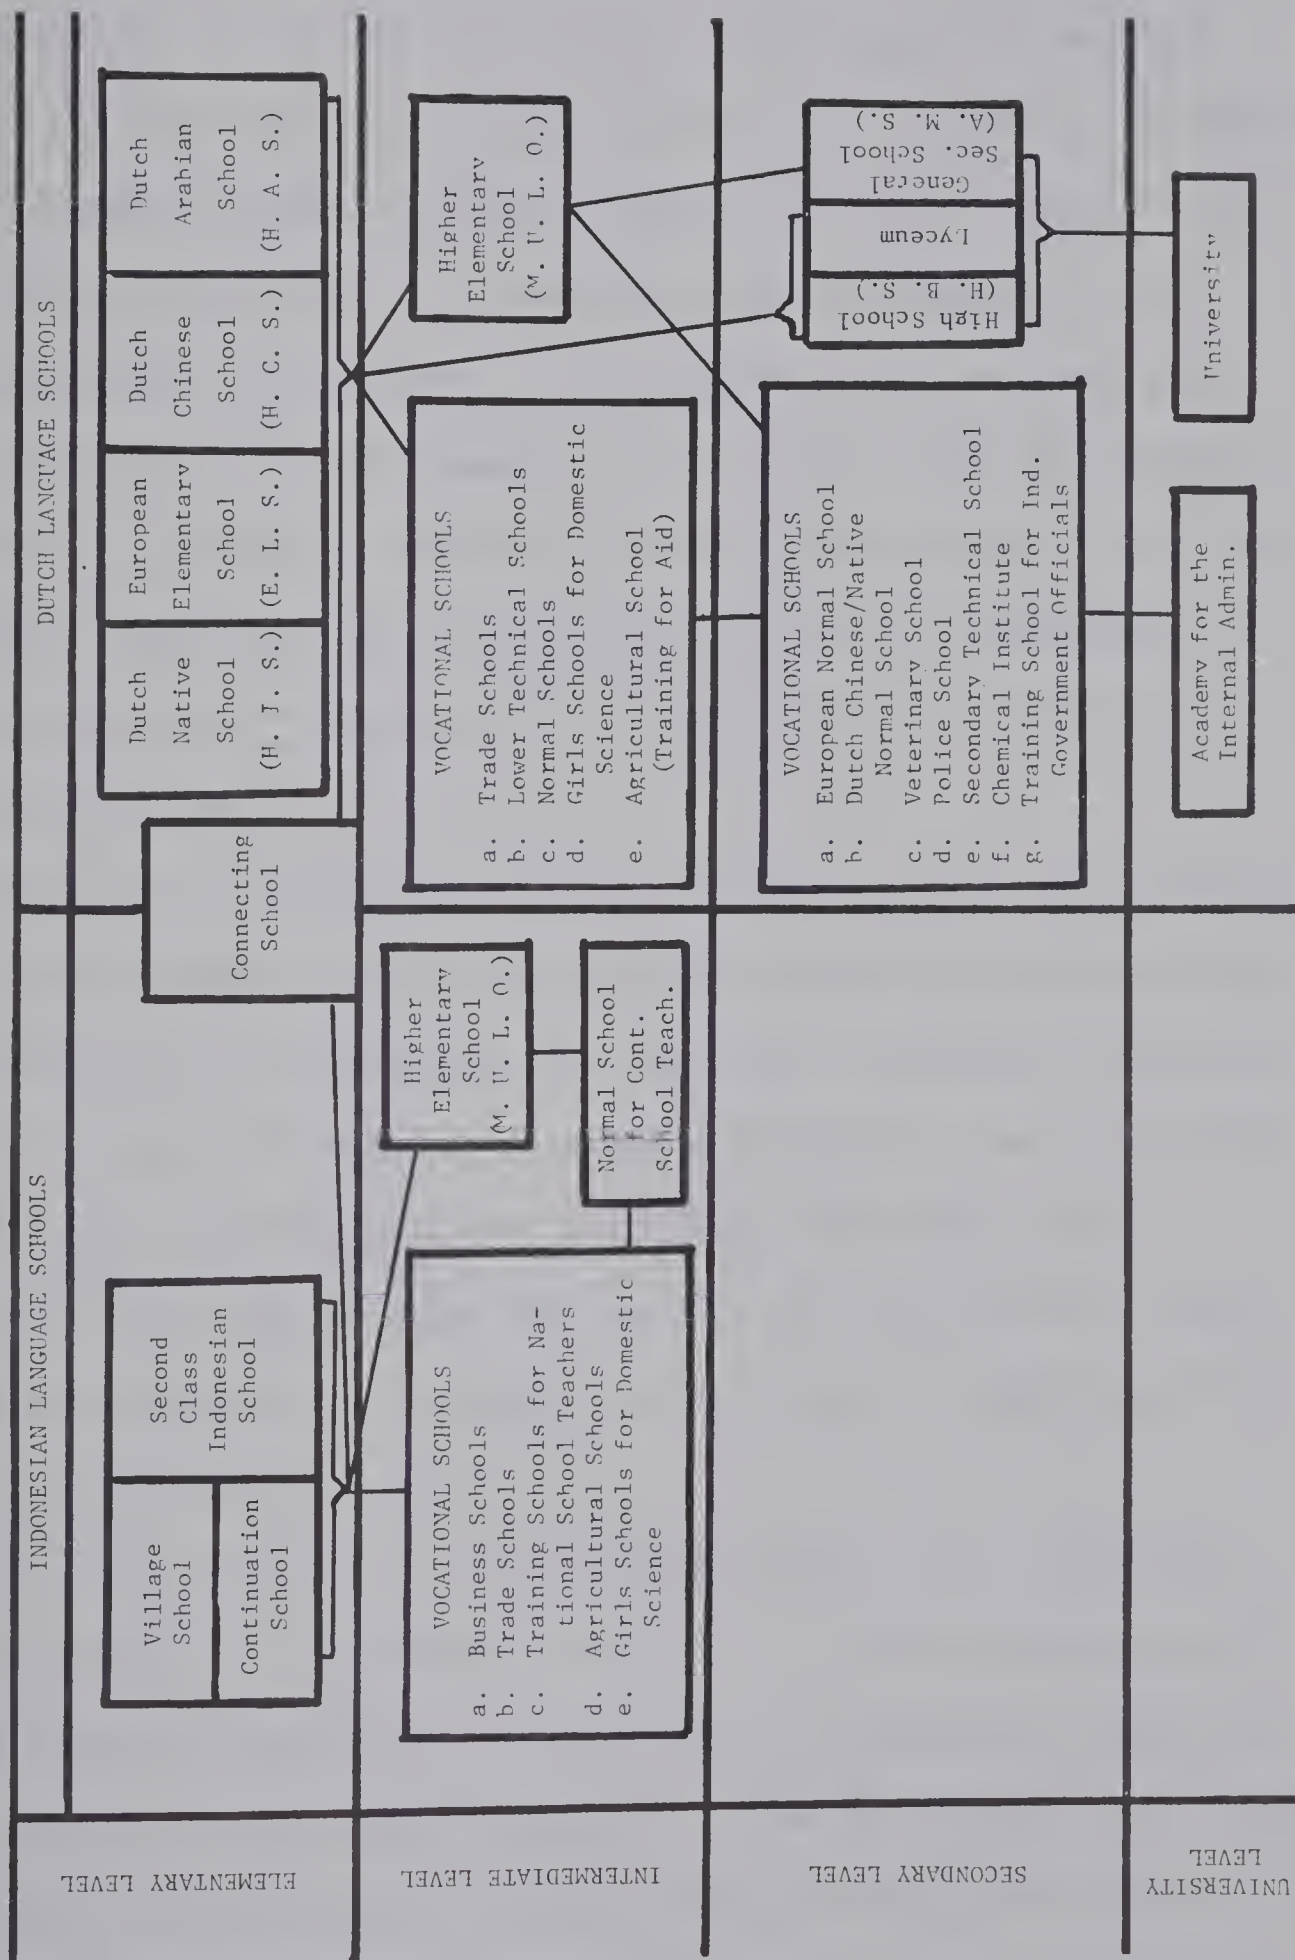 INDONESIAN LANGUAGE SCHOOLS
DUTCH LANGUAGE SCHOOLS
ELEMENTARY LEVEL
Village
School
Continuation
School
Second
Class
Indonesian
School
Connecting
School
Dutch
Native
School
(H. J. S.)
European
Elementary
School
(E. L. S.)
Dutch
Chinese
School
(H. C. S.)
Dutch
Arabian
School
(H. A. S.)
INTERMEDIATE LEVEL
VOCATIONAL SCHOOLS
a. Business Schools
b. Trade Schools
c. Training Schools for Na-
tional School Teachers
d. Agricultural Schools
e. Girls Schools for Domestic
Science
Higher
Elementary
School
(M. U. L. O.)
Normal School
for Cont.
School Teach.
VOCATIONAL SCHOOLS
a. Trade Schools
b. Lower Technical Schools
c. Normal Schools
d. Girls Schools for Domestic
Science
e. Agricultural School
(Training for Aid)
Higher
Elementary
School
(M. U. L. O.)
SECONDARY LEVEL
VOCATIONAL SCHOOLS
a. European Normal School
b. Dutch Chinese/Native
Normal School
c. Veterinary School
d. Police School
e. Secondary Technical School
f. Chemical Institute
g. Training School for Ind.
Government Officials
High School
(H. B. S.)
Lyceum
General
Sec. School
(A. M. S.)
UNIVERSITY
LEVEL
Academy for the
Internal Admin.
University